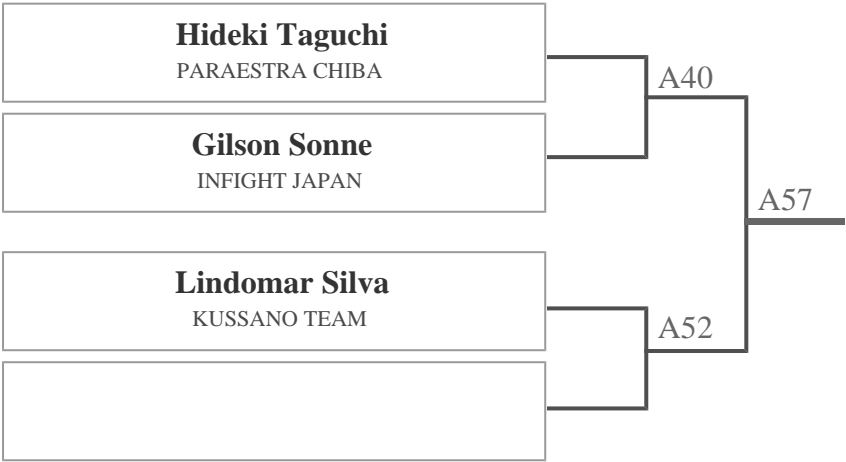 Hideki Taguchi
PARAESTRA CHIBA
A40
Gilson Sonne
INFIGHT JAPAN
A57
Lindomar Silva
KUSSANO TEAM
A52